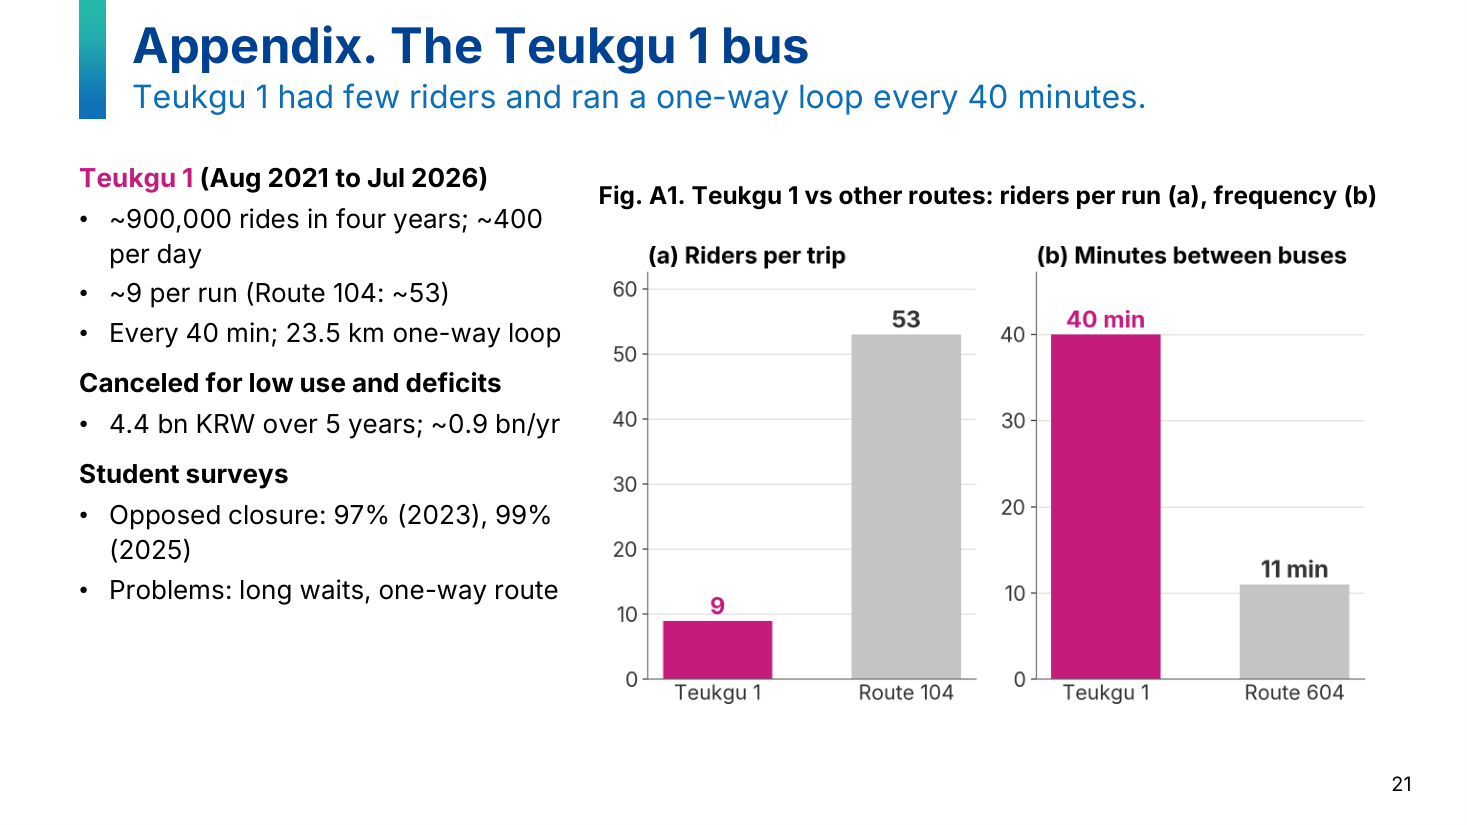 Appendix. The Teukgu 1 bus
Teukgu 1 had few riders and ran a one-way loop every 40 minutes.
Teukgu 1 (Aug 2021 to Jul 2026)
• ~900,000 rides in four years; ~400
per day
• ~9 per run (Route 104: ~53)
• Every 40 min; 23.5 km one-way loop
Canceled for low use and deficits
• 4.4 bn KRW over 5 years; ~0.9 bn/yr
Student surveys
• Opposed closure: 97% (2023), 99%
(2025)
• Problems: long waits, one-way route
Fig. A1. Teukgu 1 vs other routes: riders per run (a), frequency (b)
(a) Riders per trip
60
50
40
30
20
10
0
53
9
Teukgu 1
Route 104
(b) Minutes between buses
40
30
20
10
0
40 min
11 min
Teukgu 1
Route 604
21